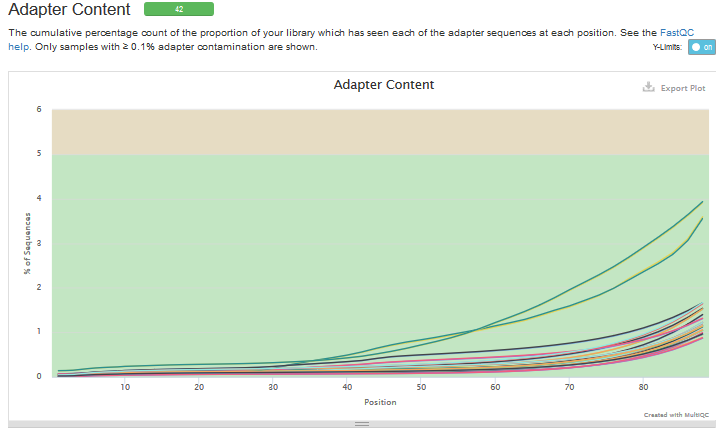 Adapter Content 42
The cumulative percentage count of the proportion of your library which has seen each of the adapter sequences at each position. See the FastQC
help. Only samples with ≥ 0.1% adapter contamination are shown.
Y-Limits: on
Adapter Content
Export Plot
6
5
4
3
2
1
0
% of Sequences
10 20 30 40 50 60 70 80
Position
Created with MultiQC